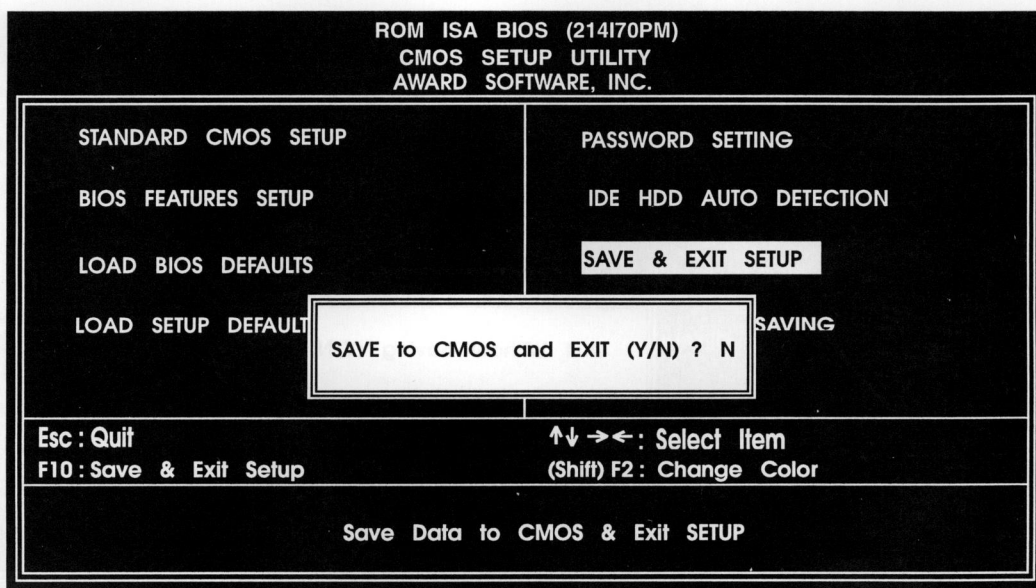 ROM ISA BIOS (214I70PM)
CMOS SETUP UTILITY
AWARD SOFTWARE, INC.
STANDARD CMOS SETUP
BIOS FEATURES SETUP
LOAD BIOS DEFAULTS
LOAD SETUP DEFAULT
PASSWORD SETTING
IDE HDD AUTO DETECTION
SAVE & EXIT SETUP
SAVING
SAVE to CMOS and EXIT (Y/N) ? N
Esc : Quit
F10 : Save & Exit Setup
↑↓ →← : Select Item
(Shift) F2 : Change Color
Save Data to CMOS & Exit SETUP